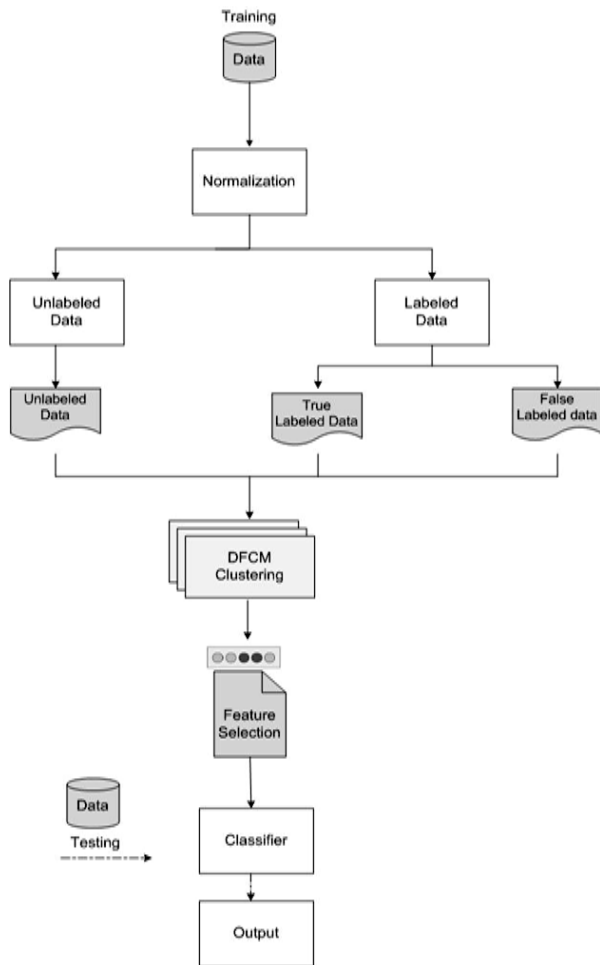 Training
Data
Normalization
Unlabeled
Data
Labeled
Data
Unlabeled
Data
True
Labeled Data
False
Labeled data
DFCM
Clustering
Feature
Selection
Data
Testing
Classifier
Output